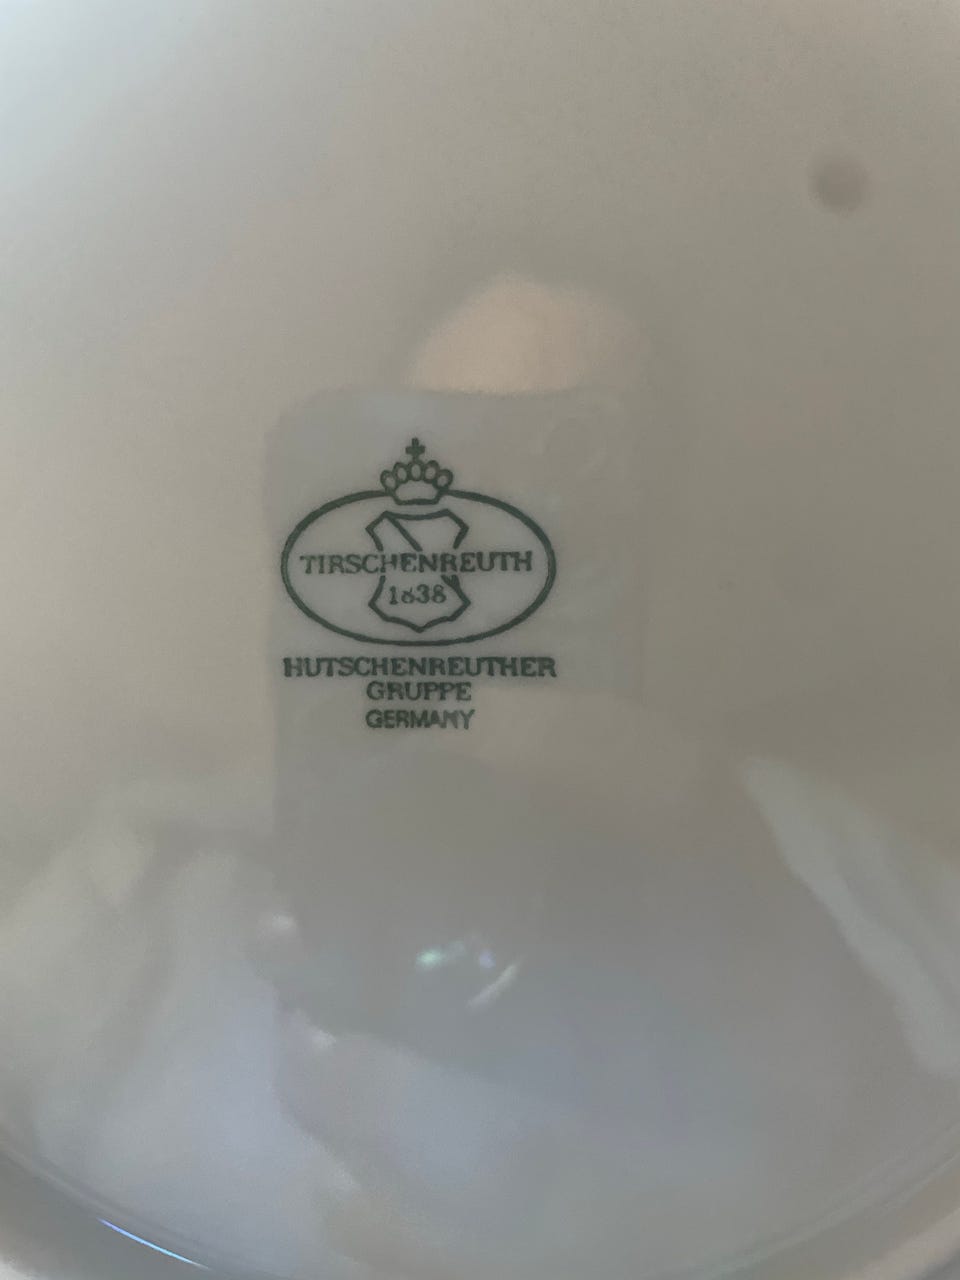 TIRSCHENREUTH
1838
HUTSCHENREUTHER
GRUPPE
GERMANY